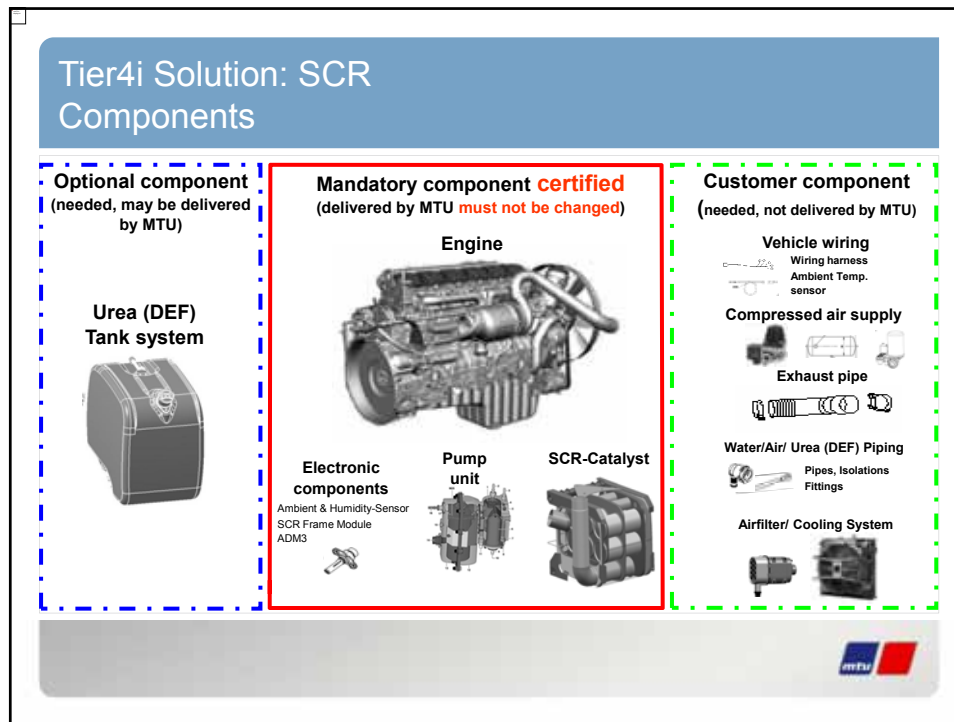 Tier4i Solution: SCR
Components
Optional component
(needed, may be delivered
by MTU)
Urea (DEF)
Tank system
Mandatory component certified
(delivered by MTU must not be changed)
Engine
Electronic
components
Ambient & Humidity-Sensor
SCR Frame Module
ADM3
Pump
unit
SCR-Catalyst
Customer component
(needed, not delivered by MTU)
Vehicle wiring
Wiring harness
Ambient Temp.
sensor
Compressed air supply
Exhaust pipe
Water/Air/ Urea (DEF) Piping
Pipes, Isolations
Fittings
Airfilter/ Cooling System
mtu